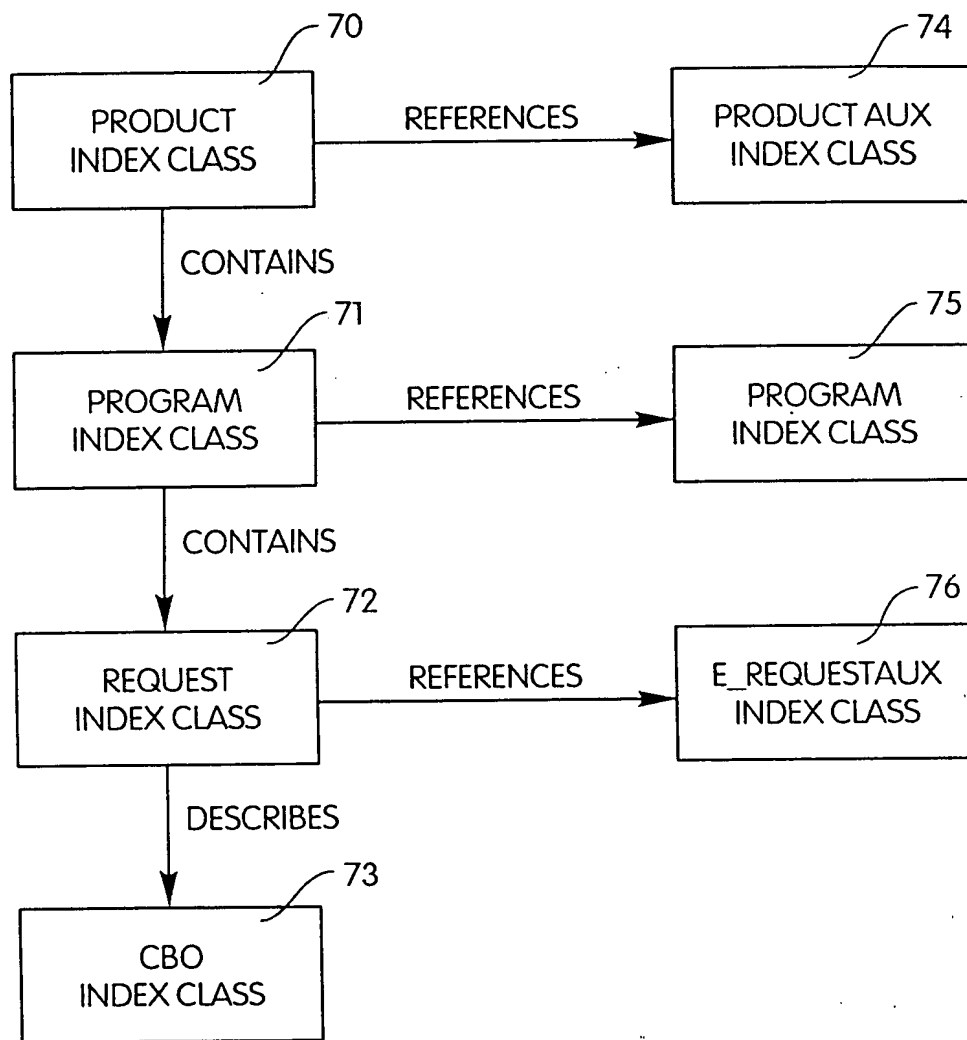 70
74
PRODUCT
INDEX CLASS
REFERENCES
PRODUCT AUX
INDEX CLASS
CONTAINS
71
75
PROGRAM
INDEX CLASS
REFERENCES
PROGRAM
INDEX CLASS
CONTAINS
72
76
REQUEST
INDEX CLASS
REFERENCES
E_REQUESTAUX
INDEX CLASS
DESCRIBES
73
CBO
INDEX CLASS